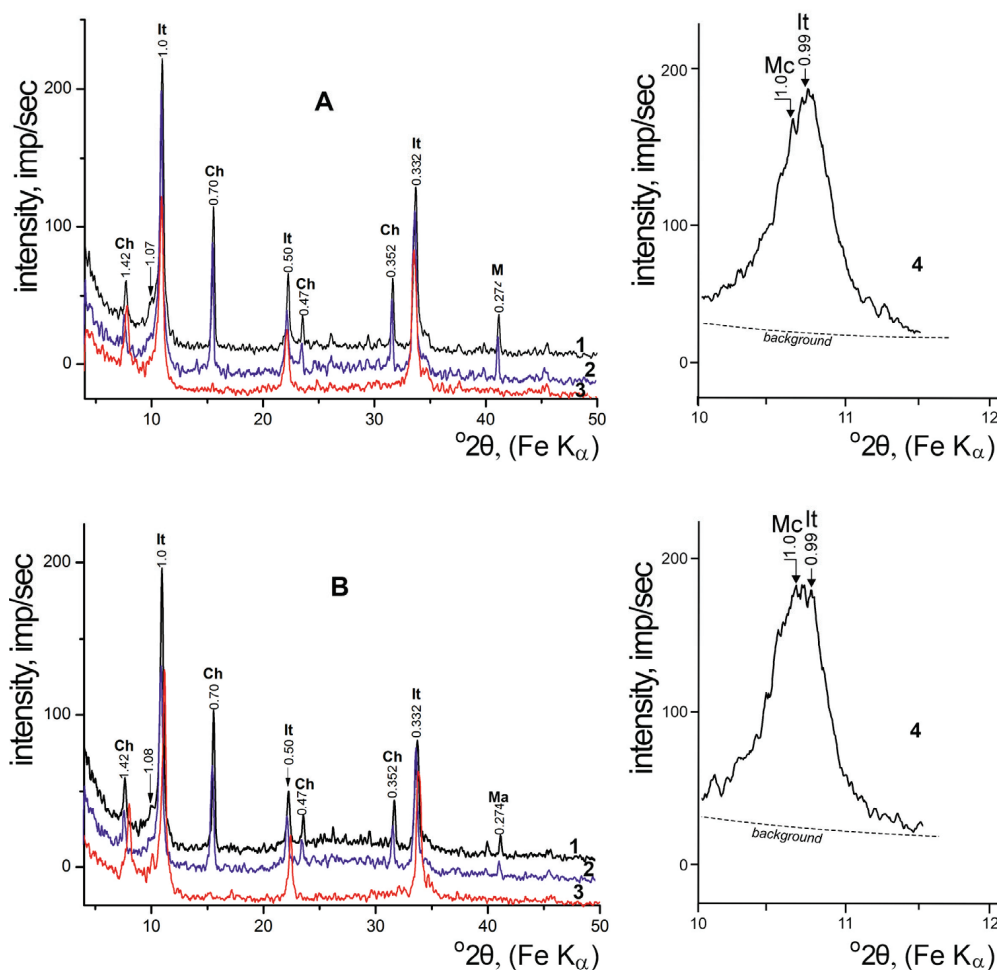 intensity, imp/sec
200
100
0
A
It
1.0
Ch
1.42
1.07
Ch
0.70
It
0.50
Ch
0.47
Ch
0.352
It
0.332
M
0.274
1
2
3
10
20
30
40
50
°2θ, (Fe Kα)
intensity, imp/sec
200
100
0
Mc
1.0
It
0.99
4
background
10
11
12
°2θ, (Fe Kα)
intensity, imp/sec
200
100
0
B
It
1.0
Ch
1.42
1.08
Ch
0.70
It
0.50
Ch
0.47
Ch
0.352
It
0.332
Ma
0.274
1
2
3
10
20
30
40
50
°2θ, (Fe Kα)
intensity, imp/sec
200
100
0
Mc
1.0
It
0.99
4
background
10
11
12
°2θ, (Fe Kα)